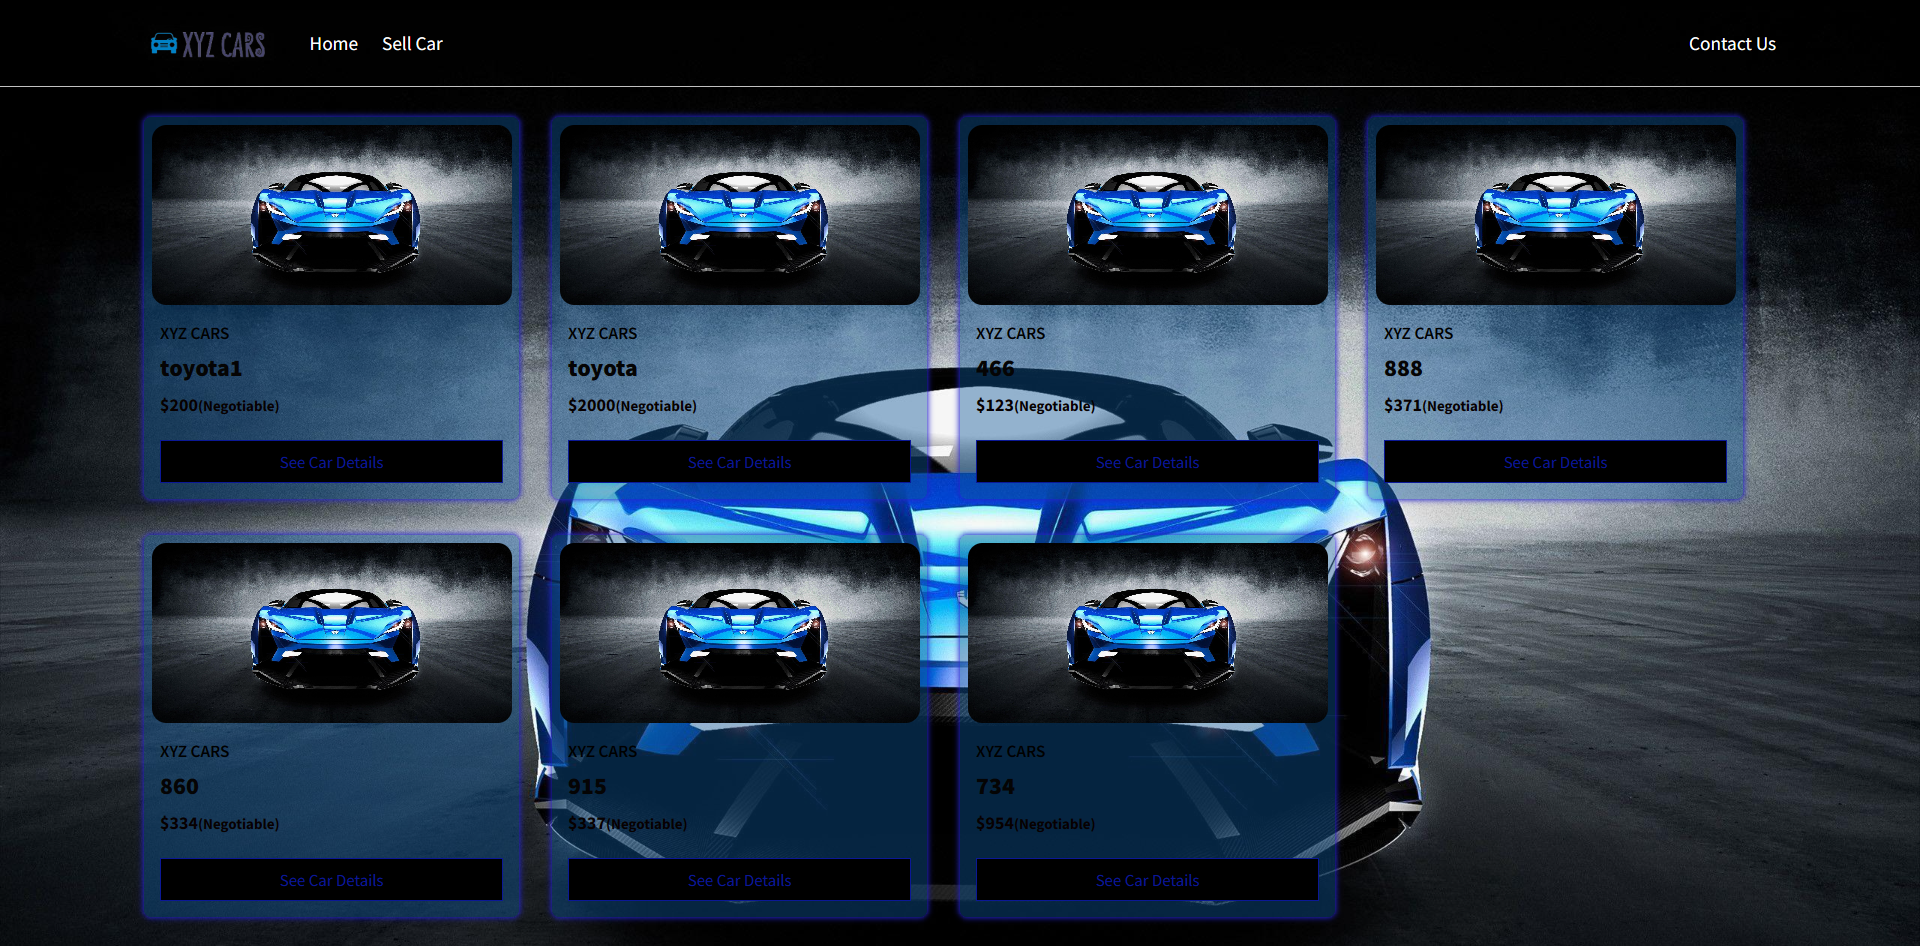 XYZ CARS
Home
Sell Car
Contact Us
XYZ CARS
toyota1
$200(Negotiable)
See Car Details
XYZ CARS
toyota
$2000(Negotiable)
See Car Details
XYZ CARS
466
$123(Negotiable)
See Car Details
XYZ CARS
888
$371(Negotiable)
See Car Details
XYZ CARS
860
$334(Negotiable)
See Car Details
XYZ CARS
915
$337(Negotiable)
See Car Details
XYZ CARS
734
$954(Negotiable)
See Car Details